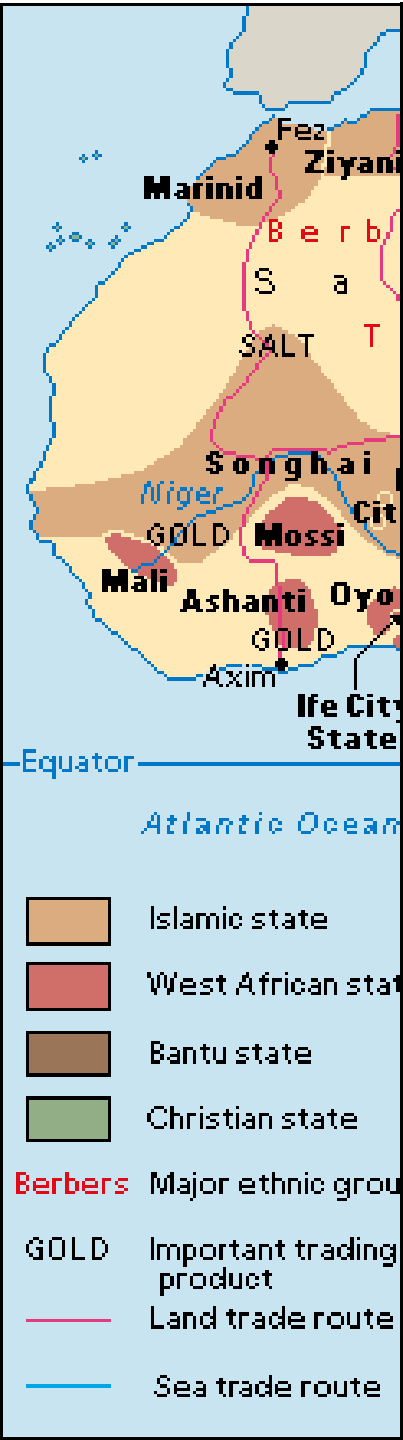 Fez
Ziyani
Marinid
Berb
S a
T
SALT
Songhai
Niger
Cit
GOLD
Mossi
Mali
Ashanti
Oyo
GOLD
Axim
Ife City
State
Equator
Atlantic Ocean
Islamic state
West African stat
Bantu state
Christian state
Berbers Major ethnic grou
GOLD Important trading
product
Land trade route
Sea trade route